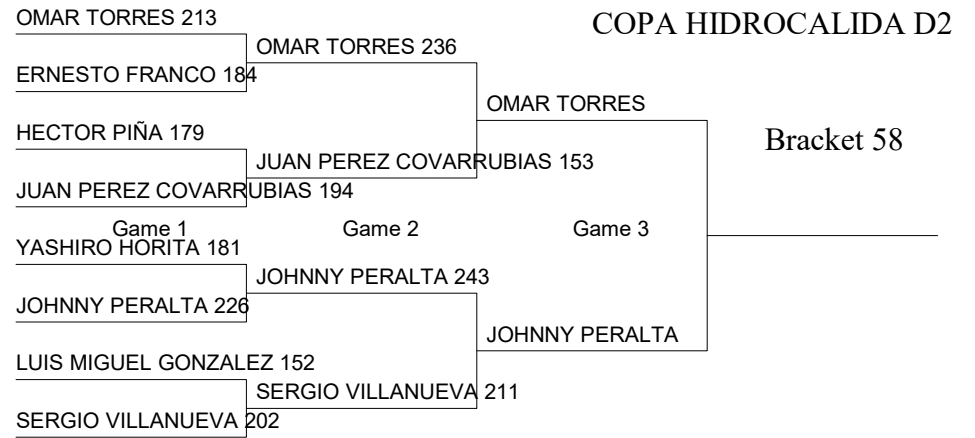 OMAR TORRES 213
COPA HIDROCALIDA D2
OMAR TORRES 236
ERNESTO FRANCO 184
OMAR TORRES
HECTOR PIÑA 179
Bracket 58
JUAN PEREZ COVARRUBIAS 153
JUAN PEREZ COVARRUBIAS 194
Game 1
Game 2
Game 3
YASHIRO HORITA 181
JOHNNY PERALTA 243
JOHNNY PERALTA 226
JOHNNY PERALTA
LUIS MIGUEL GONZALEZ 152
SERGIO VILLANUEVA 211
SERGIO VILLANUEVA 202